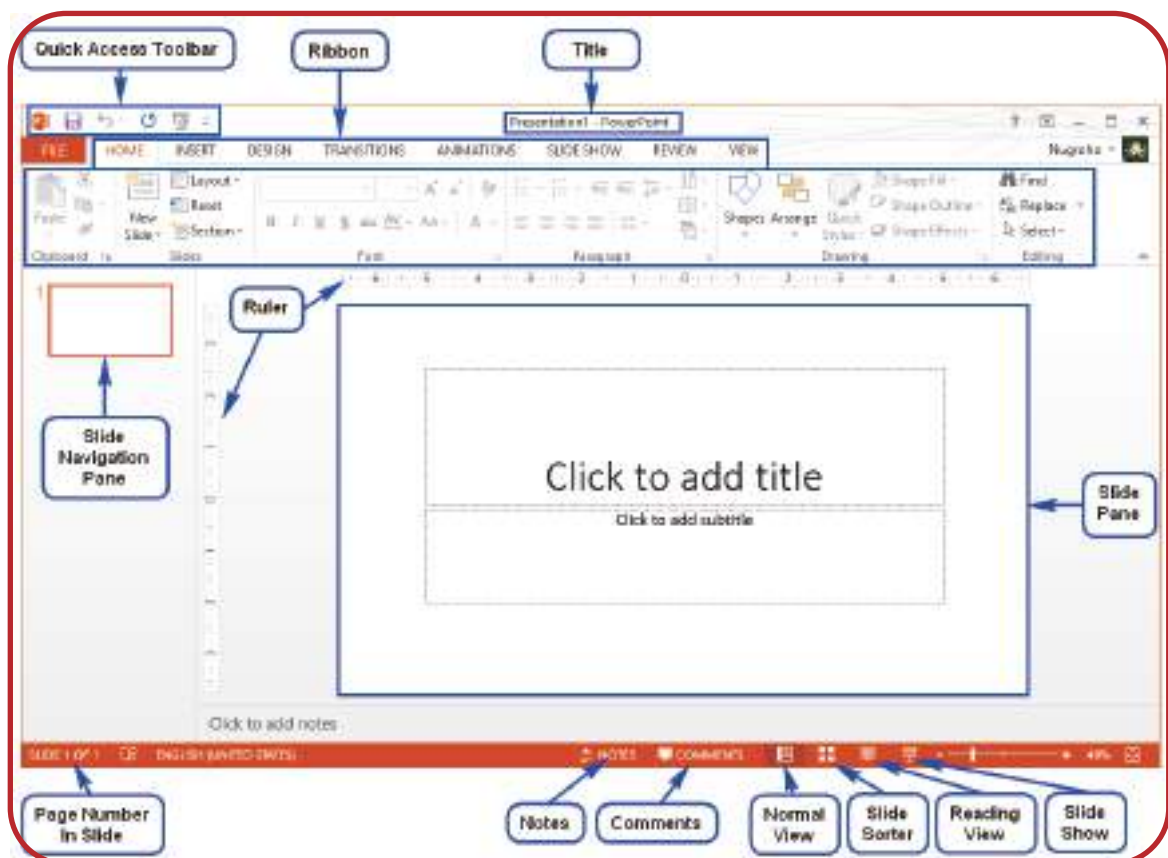 Quick Access Toolbar
Ribbon
Title
Presentation1 - PowerPoint
FILE HOME INSERT DESIGN TRANSITIONS ANIMATIONS SLIDE SHOW REVIEW VIEW
Nugroho
Paste
New
Slide
Layout
Reset
Section
Shapes Arrange Quick
Styles
Shape Fill
Shape Outline
Shape Effects
Find
Replace
Select
Clipboard Slides Font Paragraph Drawing Editing
Ruler
1
Slide
Navigation
Pane
Click to add title
Click to add subtitle
Slide
Pane
Click to add notes
SLIDE 1 OF 1 ENGLISH (UNITED STATES) NOTES COMMENTS
Page Number
In Slide
Notes
Comments
Normal
View
Slide
Sorter
Reading
View
Slide
Show